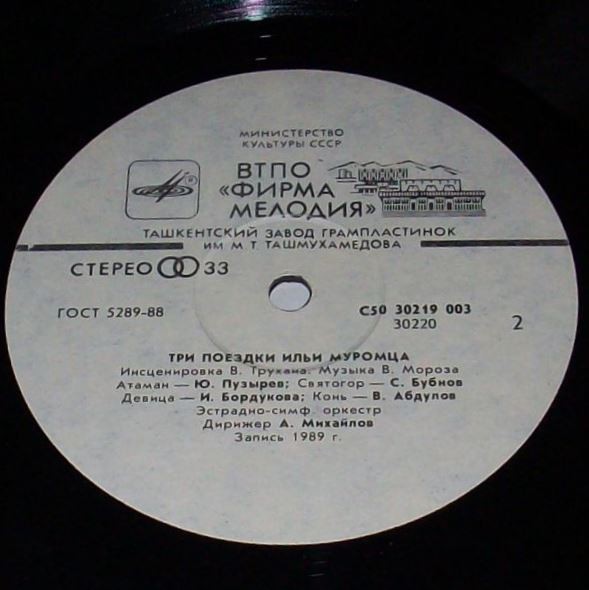 МИНИСТЕРСТВО
КУЛЬТУРЫ СССР
ВТПО
«ФИРМА
МЕЛОДИЯ»
ТАШКЕНТСКИЙ ЗАВОД ГРАМПЛАСТИНОК
ИМ М Т ТАШМУХАМЕДОВА
СТЕРЕО 33
ГОСТ 5289-88
С50 30219 003
30220
2
ТРИ ПОЕЗДКИ ИЛЬИ МУРОМЦА
Инсценировка В. Трухана. Музыка В. Мороза
Атаман — Ю. Пузырев; Святогор — С. Бубнов
Девица — И. Бордукова; Конь — В. Абдулов
Эстрадно-симф. оркестр
Дирижер А. Михайлов
Запись 1989 г.